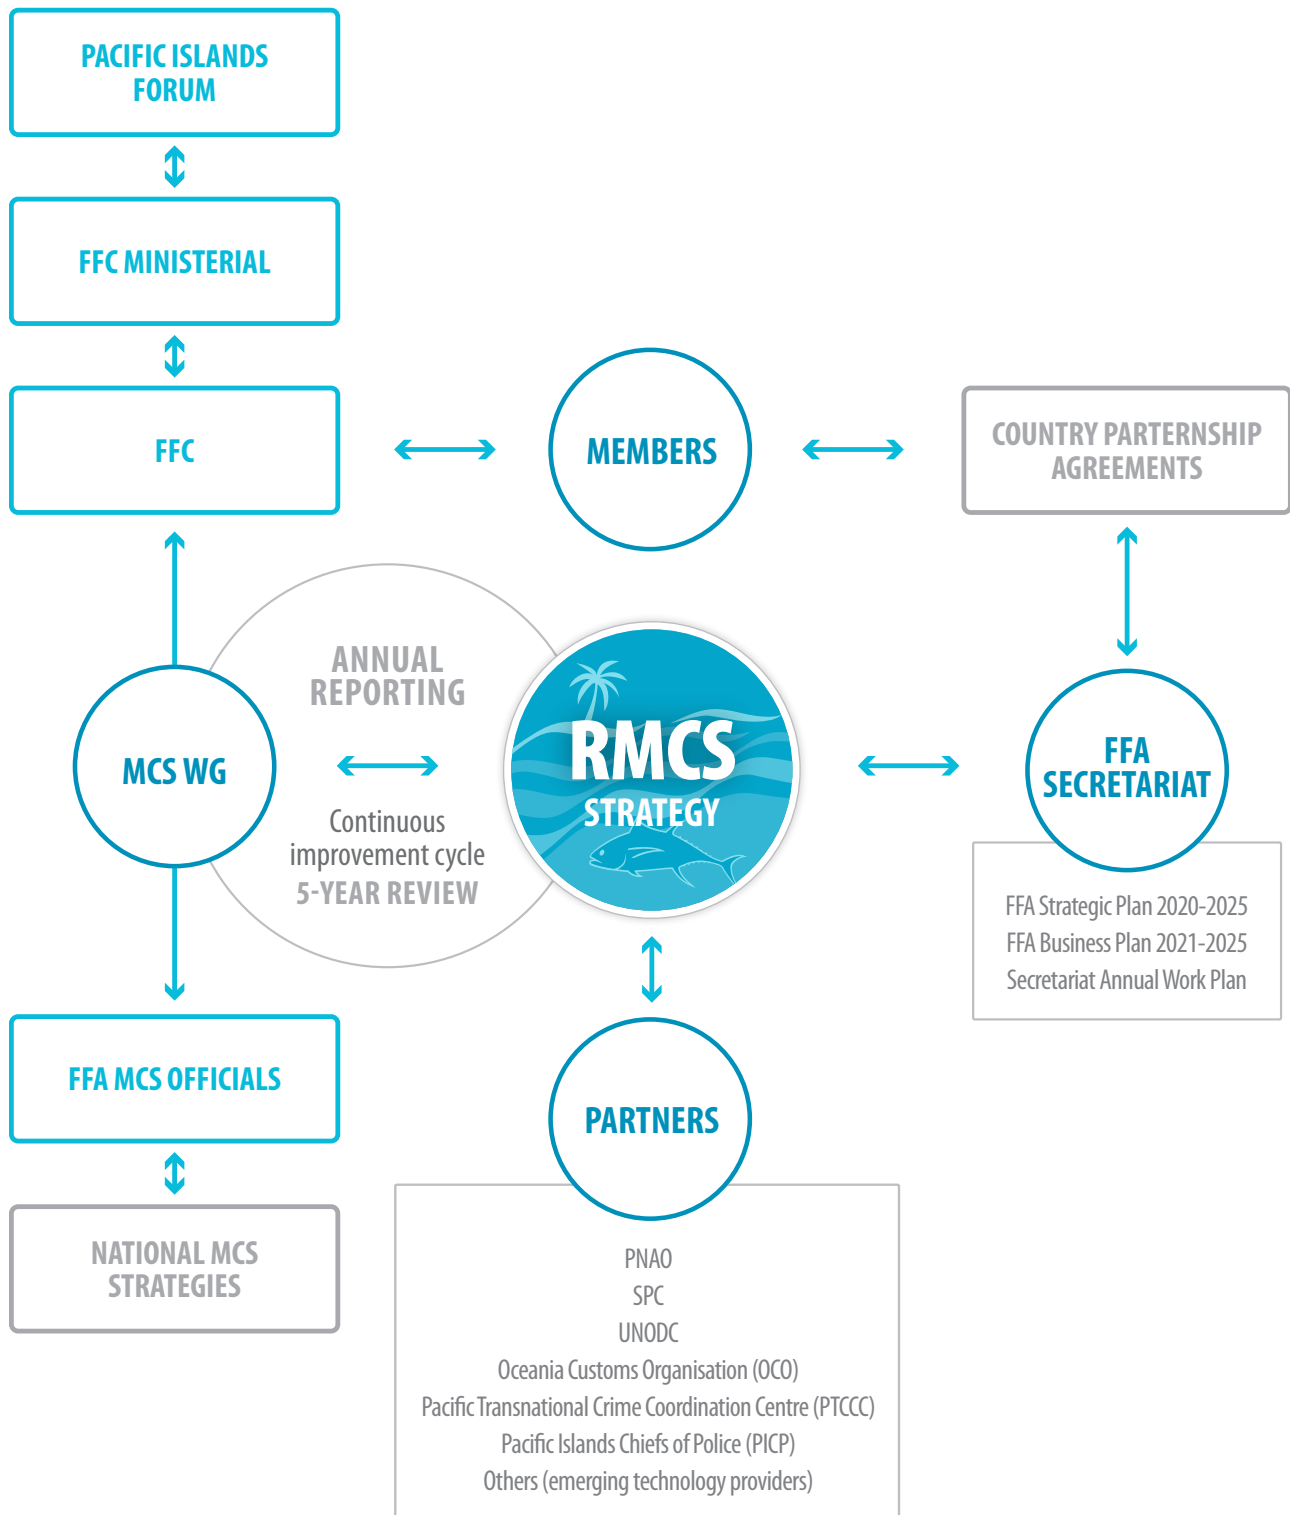 PACIFIC ISLANDS
FORUM
FFC MINISTERIAL
FFC
MEMBERS
COUNTRY PARTERNSHIP
AGREEMENTS
ANNUAL
REPORTING
MCS WG
Continuous
improvement cycle
5-YEAR REVIEW
RMCS
STRATEGY
FFA
SECRETARIAT
FFA Strategic Plan 2020-2025
FFA Business Plan 2021-2025
Secretariat Annual Work Plan
FFA MCS OFFICIALS
NATIONAL MCS
STRATEGIES
PARTNERS
PNAO
SPC
UNODC
Oceania Customs Organisation (OCO)
Pacific Transnational Crime Coordination Centre (PTCCC)
Pacific Islands Chiefs of Police (PICP)
Others (emerging technology providers)